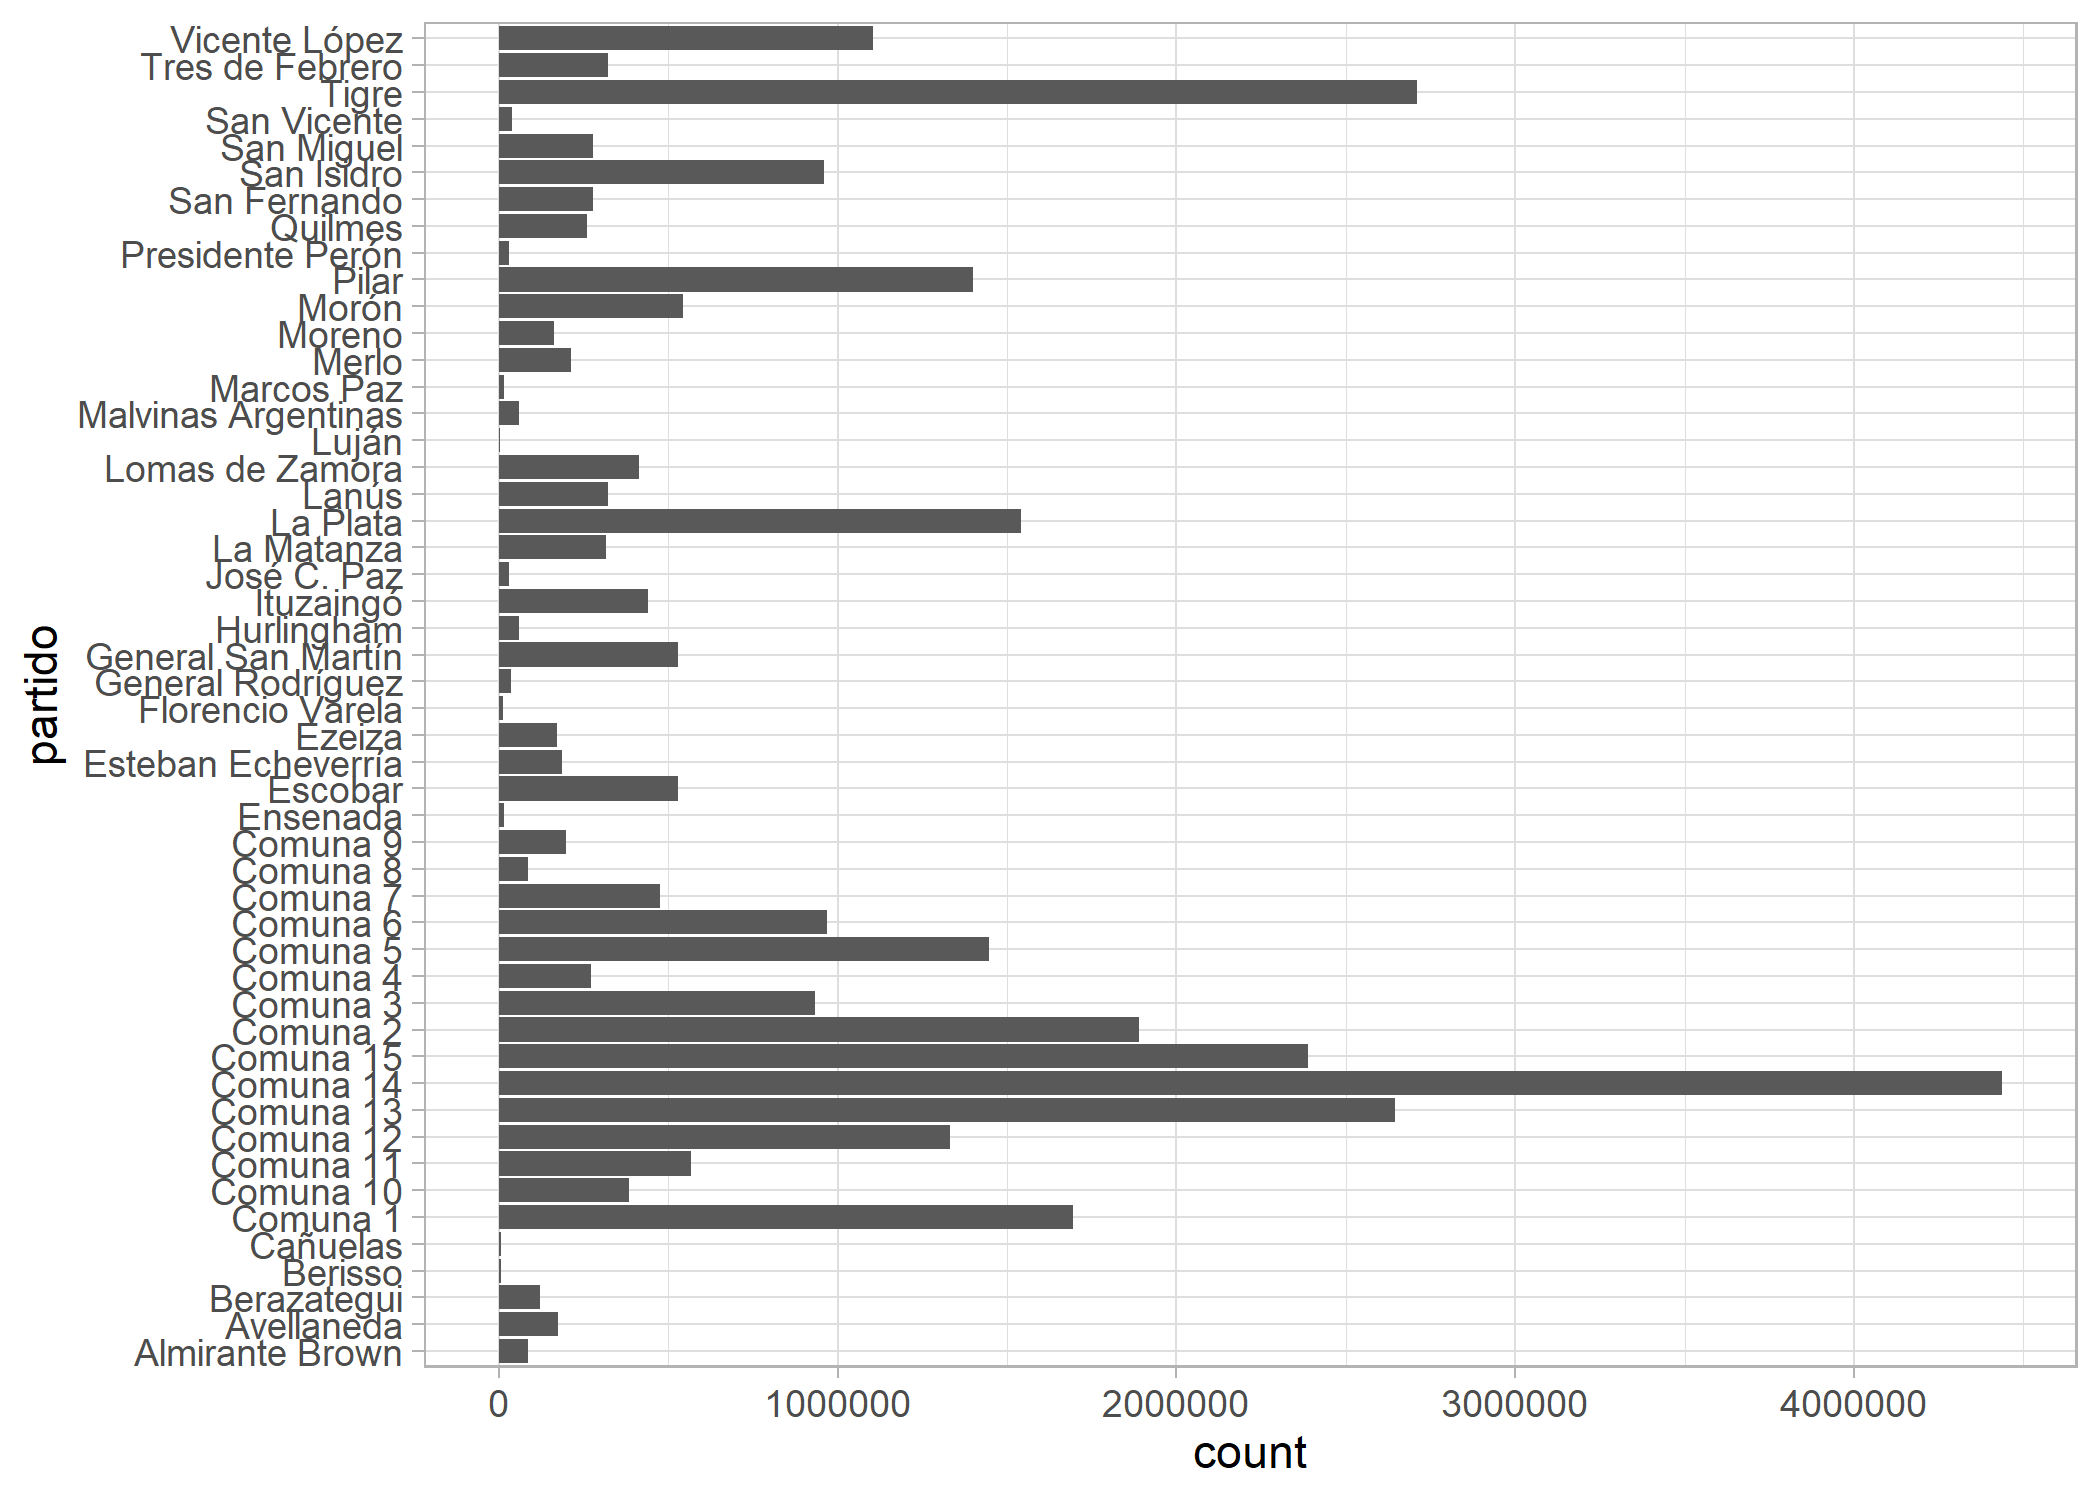 Vicente López
Tres de Febrero
Tigre
San Vicente
San Miguel
San Isidro
San Fernando
Quilmes
Presidente Perón
Pilar
Morón
Moreno
Merlo
Marcos Paz
Malvinas Argentinas
Luján
Lomas de Zamora
Lanús
La Plata
La Matanza
José C. Paz
Ituzaingó
Hurlingham
General San Martín
General Rodríguez
Florencio Varela
Ezeiza
Esteban Echeverría
Escobar
Ensenada
Comuna 9
Comuna 8
Comuna 7
Comuna 6
Comuna 5
Comuna 4
Comuna 3
Comuna 2
Comuna 15
Comuna 14
Comuna 13
Comuna 12
Comuna 11
Comuna 10
Comuna 1
Cañuelas
Berisso
Berazategui
Avellaneda
Almirante Brown
partido
0 1000000 2000000 3000000 4000000
count